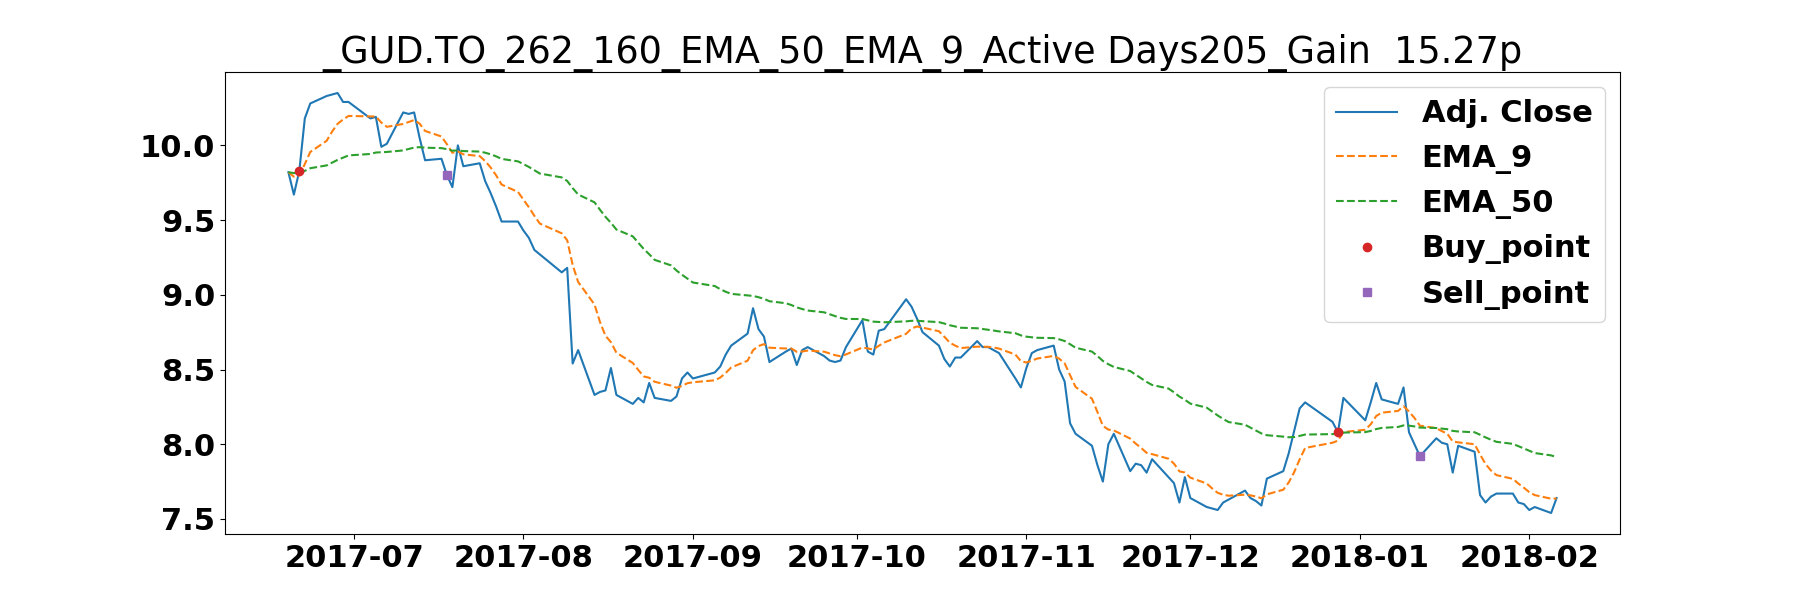 _GUD.TO_262_160_EMA_50_EMA_9_Active Days205_Gain  15.27p
Adj. Close
EMA_9
EMA_50
Buy_point
Sell_point
10.0
9.5
9.0
8.5
8.0
7.5
2017-07 2017-08 2017-09 2017-10 2017-11 2017-12 2018-01 2018-02